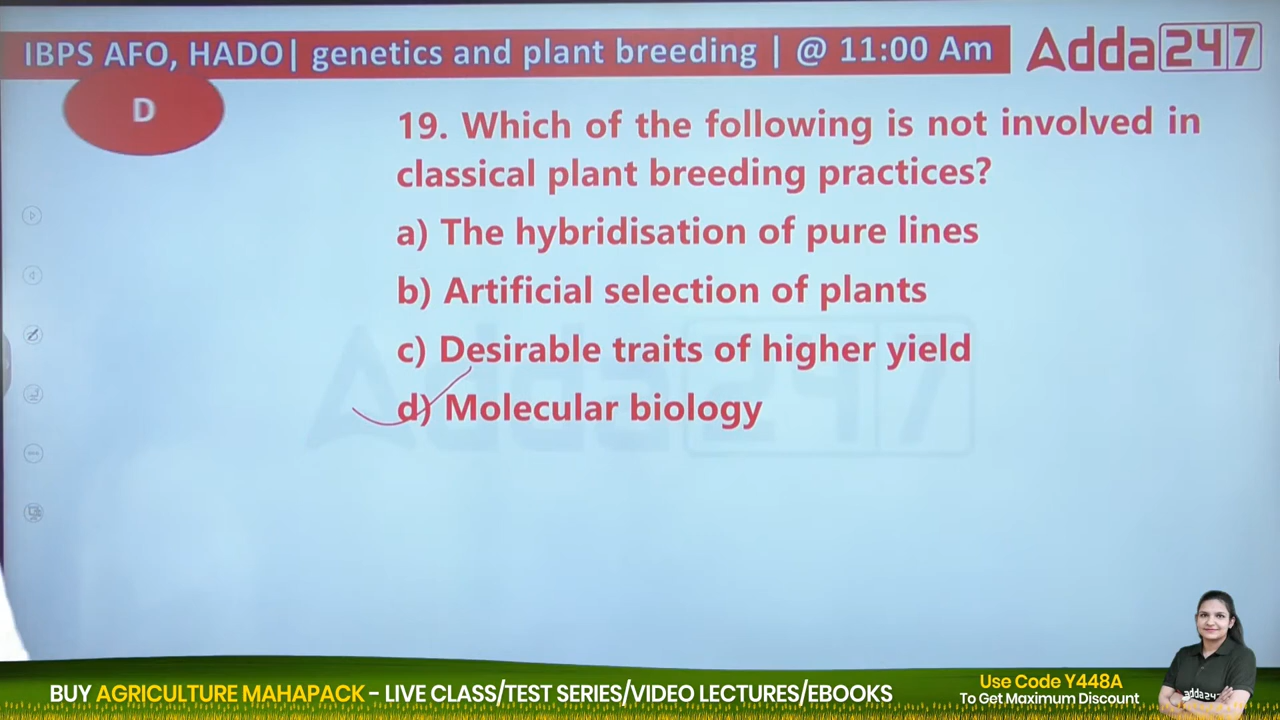 IBPS AFO, HADO| genetics and plant breeding | @ 11:00 Am
Adda247
D
19. Which of the following is not involved in
classical plant breeding practices?
a) The hybridisation of pure lines
b) Artificial selection of plants
c) Desirable traits of higher yield
d) Molecular biology
Adda247
BUY AGRICULTURE MAHAPACK - LIVE CLASS/TEST SERIES/VIDEO LECTURES/EBOOKS
Use Code Y448A
To Get Maximum Discount
adda247